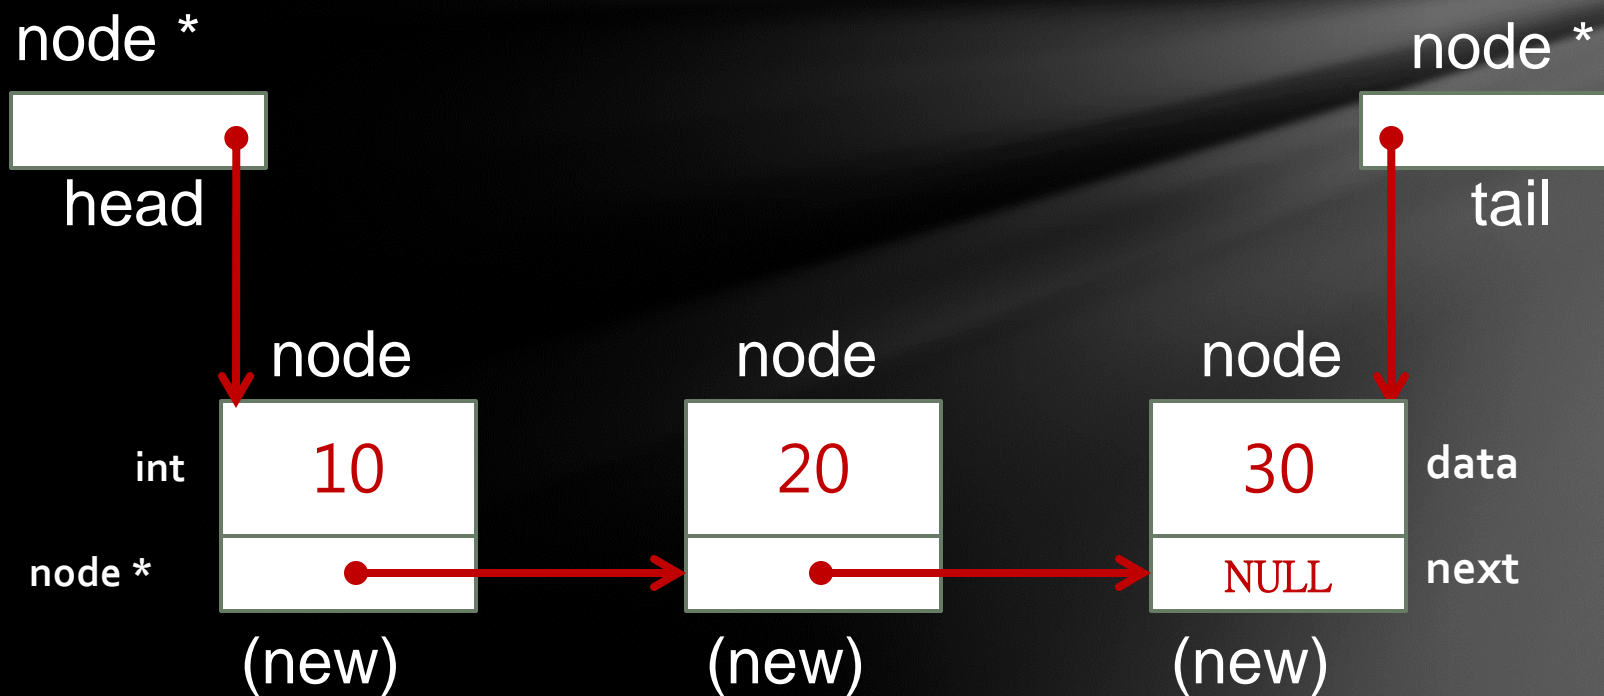 node *
node *
head
tail
node
node
node
int
10
20
30
data
node *
NULL
next
(new)
(new)
(new)